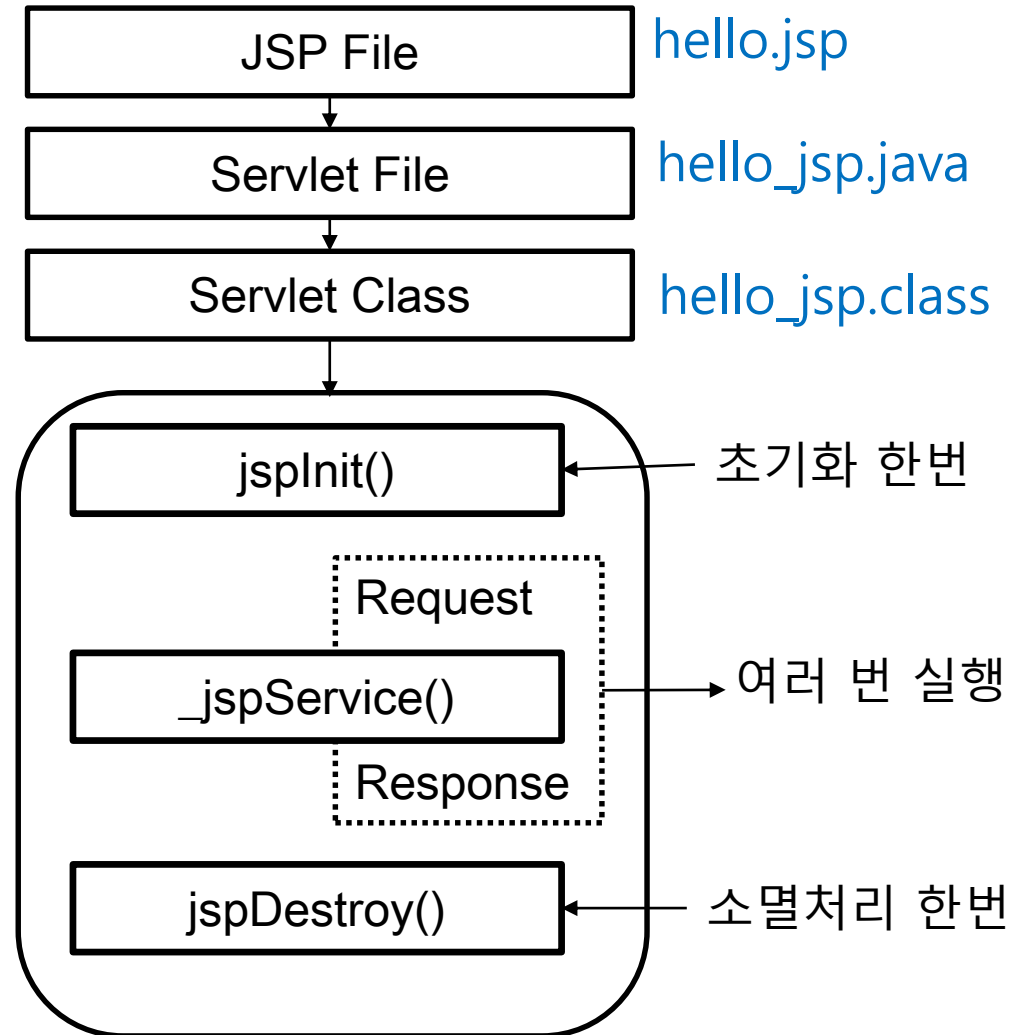 JSP File
hello.jsp
Servlet File
hello_jsp.java
Servlet Class
hello_jsp.class
jspInit()
초기화 한번
Request
_jspService()
여러 번 실행
Response
jspDestroy()
소멸처리 한번